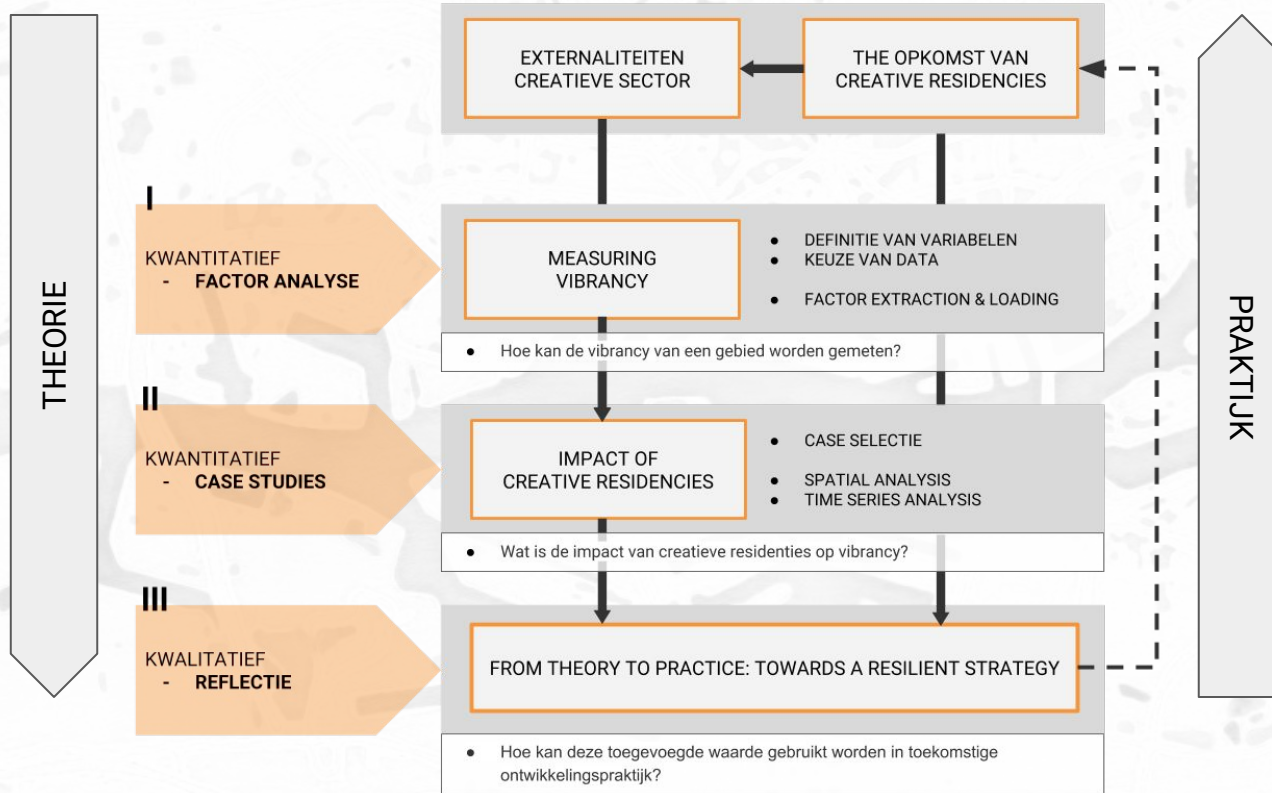 THEORIE
EXTERNALITEITEN
CREATIEVE SECTOR
THE OPKOMST VAN
CREATIVE RESIDENCIES
I
KWANTITATIEF
- FACTOR ANALYSE
MEASURING
VIBRANCY
● DEFINITIE VAN VARIABELEN
● KEUZE VAN DATA
● FACTOR EXTRACTION & LOADING
● Hoe kan de vibrancy van een gebied worden gemeten?
II
KWANTITATIEF
- CASE STUDIES
IMPACT OF
CREATIVE RESIDENCIES
● CASE SELECTIE
● SPATIAL ANALYSIS
● TIME SERIES ANALYSIS
● Wat is de impact van creatieve residenties op vibrancy?
III
KWALITATIEF
- REFLECTIE
FROM THEORY TO PRACTICE: TOWARDS A RESILIENT STRATEGY
● Hoe kan deze toegevoegde waarde gebruikt worden in toekomstige
ontwikkelingspraktijk?
PRAKTIJK